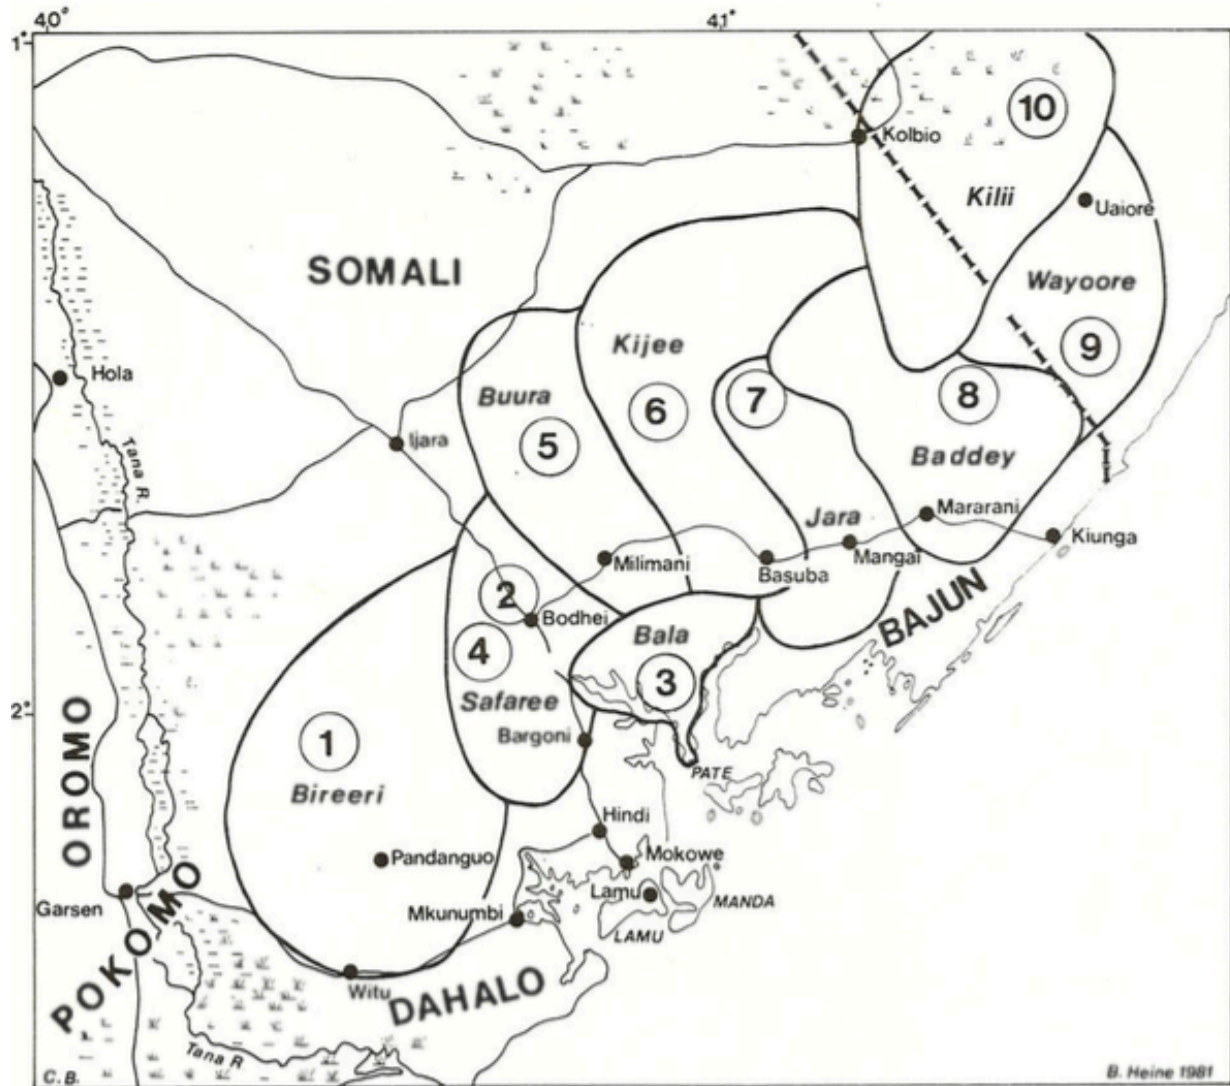 40°
41°
1°
10
Kolbio
Kilii
Uaiore
SOMALI
Wayoore
Kijee
9
Hola
Buura
6
7
8
5
Ijara
Baddey
Tana R.
Jara
Mararani
Milimani
Basuba
Mangai
Kiunga
2
Bodhei
BAJUN
Bala
4
3
Safaree
2°
OROMO
1
Bargoni
PATE
Bireeri
Hindi
Pandanguo
Mokowe
Garsen
Lamu
MANDA
Mkunumbi
LAMU
POKOMO
Witu
DAHALO
Tana R
C.B.
B. Heine 1981